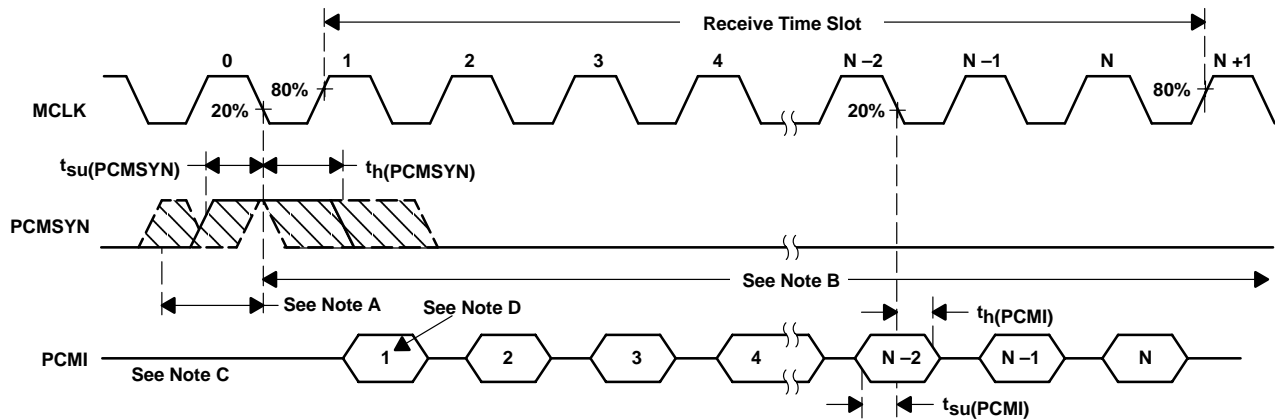 Receive Time Slot
0 1 2 3 4 N –2 N –1 N N +1
80% 80%
MCLK 20% 20%
tsu(PCMSYN) th(PCMSYN)
PCMSYN
See Note B
See Note A
See Note D th(PCMI)
PCMI 1 2 3 4 N –2 N –1 N
See Note C
tsu(PCMI)